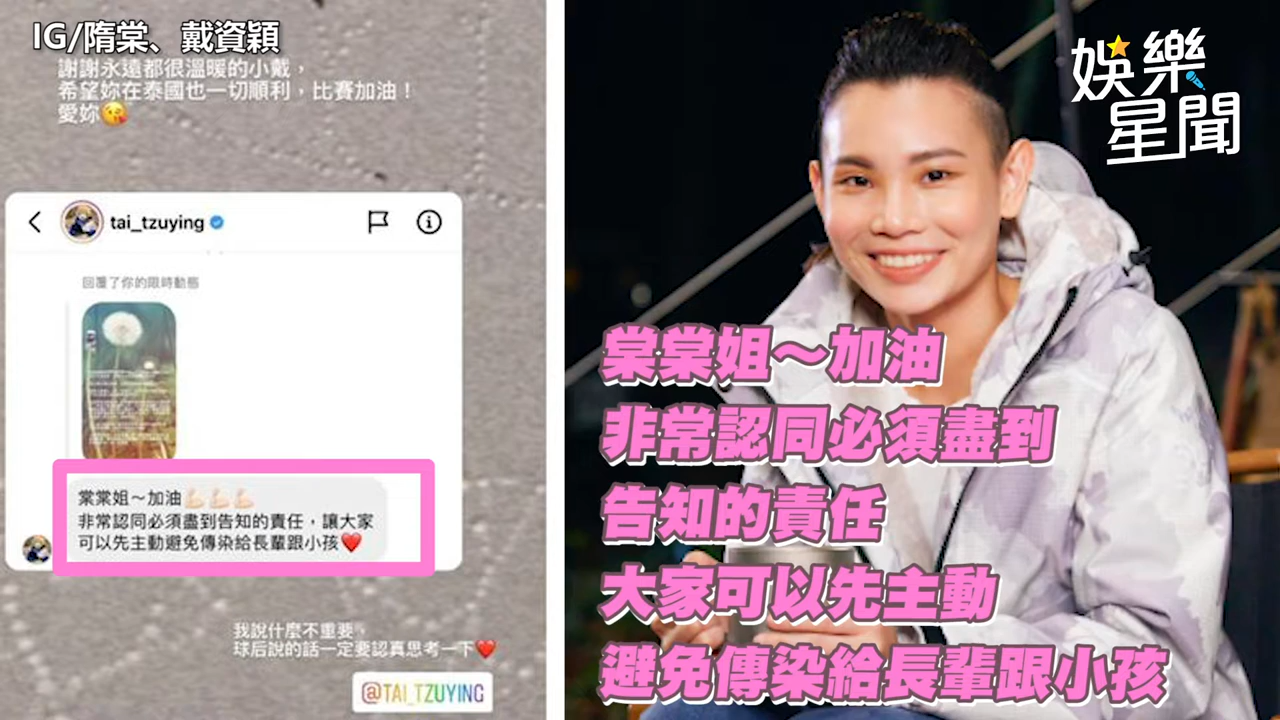 IG/隋棠、戴資穎
謝謝永遠都很溫暖的小戴，
希望妳在泰國也一切順利，比賽加油！
愛妳😘
tai_tzuying
回覆了你的限時動態
棠棠姐～加油💪🏻💪🏻💪🏻
非常認同必須盡到告知的責任，讓大家
可以先主動避免傳染給長輩跟小孩❤️
我說什麼不重要，
球后說的話一定要認真思考一下❤️
@TAI_TZUYING
娛樂
星聞
棠棠姐～加油
非常認同必須盡到
告知的責任
大家可以先主動
避免傳染給長輩跟小孩